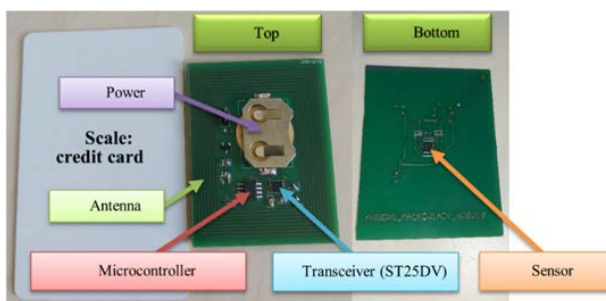 Top
Bottom
Power
Scale:
credit card
Antenna
Microcontroller
Transceiver (ST25DV)
Sensor